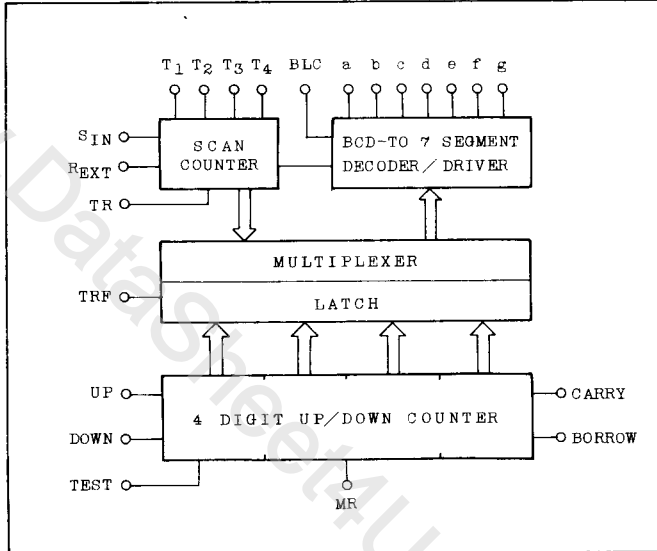 T1 T2 T3 T4 BLC a b c d e f g
SIN
REXT
TR
SCAN
COUNTER
BCD-TO 7 SEGMENT
DECODER/DRIVER
MULTIPLEXER
TRF
LATCH
UP
DOWN
4 DIGIT UP/DOWN COUNTER
CARRY
BORROW
TEST
MR
DataSheet4U